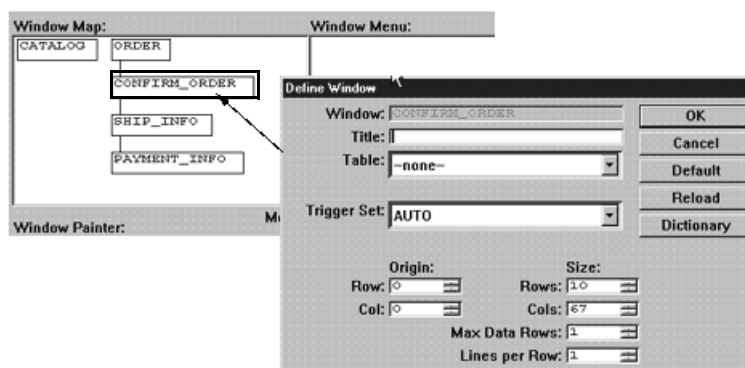 Window Map:
Window Menu:
CATALOG
ORDER
CONFIRM_ORDER
SHIP_INFO
PAYMENT_INFO
Window Painter:
Define Window
Window: CONFIRM_ORDER
Title:
Table: -none-
Trigger Set: AUTO
Origin:
Size:
Row: 0
Rows: 10
Col: 0
Cols: 67
Max Data Rows: 1
Lines per Row: 1
OK
Cancel
Default
Reload
Dictionary